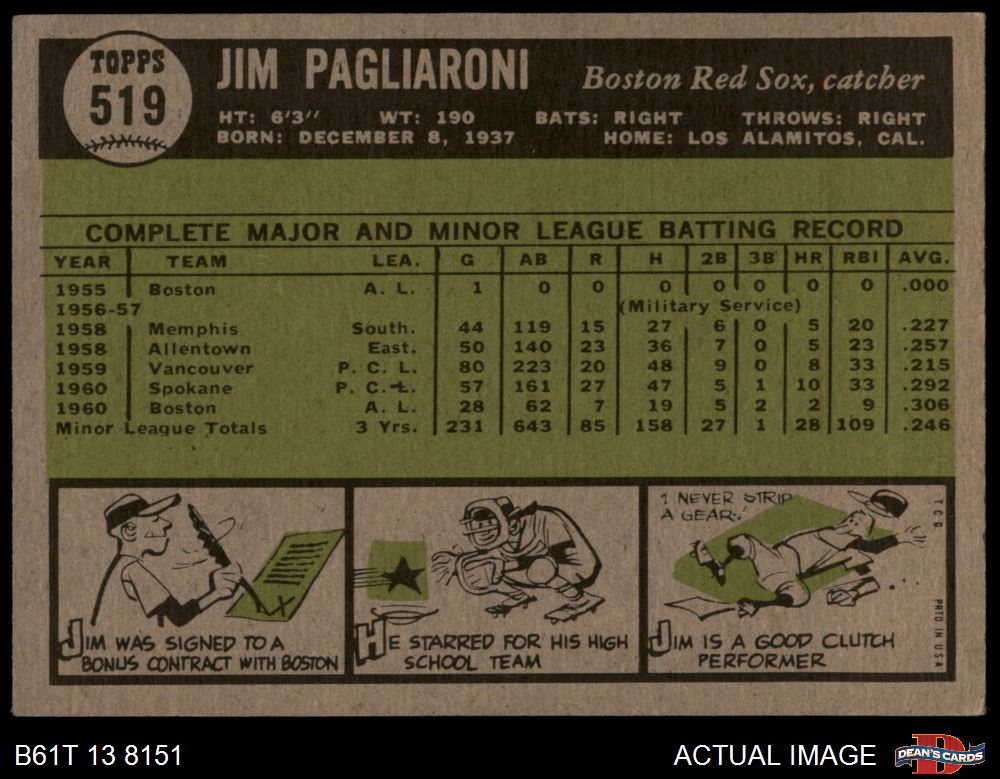 TOPPS
519
JIM PAGLIARONI
Boston Red Sox, catcher
HT: 6'3" WT: 190 BATS: RIGHT THROWS: RIGHT
BORN: DECEMBER 8, 1937 HOME: LOS ALAMITOS, CAL.
COMPLETE MAJOR AND MINOR LEAGUE BATTING RECORD
YEAR TEAM LEA. G AB R H 2B 3B HR RBI AVG.
1955 Boston A. L. 1 0 0 0 0 0 0 0 .000
1956-57 (Military Service)
1958 Memphis South. 44 119 15 27 6 0 5 20 .227
1958 Allentown East. 50 140 23 36 7 0 5 23 .257
1959 Vancouver P. C. L. 80 223 20 48 9 0 8 33 .215
1960 Spokane P. C. L. 57 161 27 47 5 1 10 33 .292
1960 Boston A. L. 28 62 7 19 5 2 2 9 .306
Minor League Totals 3 Yrs. 231 643 85 158 27 1 28 109 .246
JIM WAS SIGNED TO A
BONUS CONTRACT WITH BOSTON
HE STARRED FOR HIS HIGH
SCHOOL TEAM
I NEVER STRIP
A GEAR!
JIM IS A GOOD CLUTCH
PERFORMER
T.C.G.
PRTD IN USA
B61T 13 8151
ACTUAL IMAGE
DEAN'S CARDS